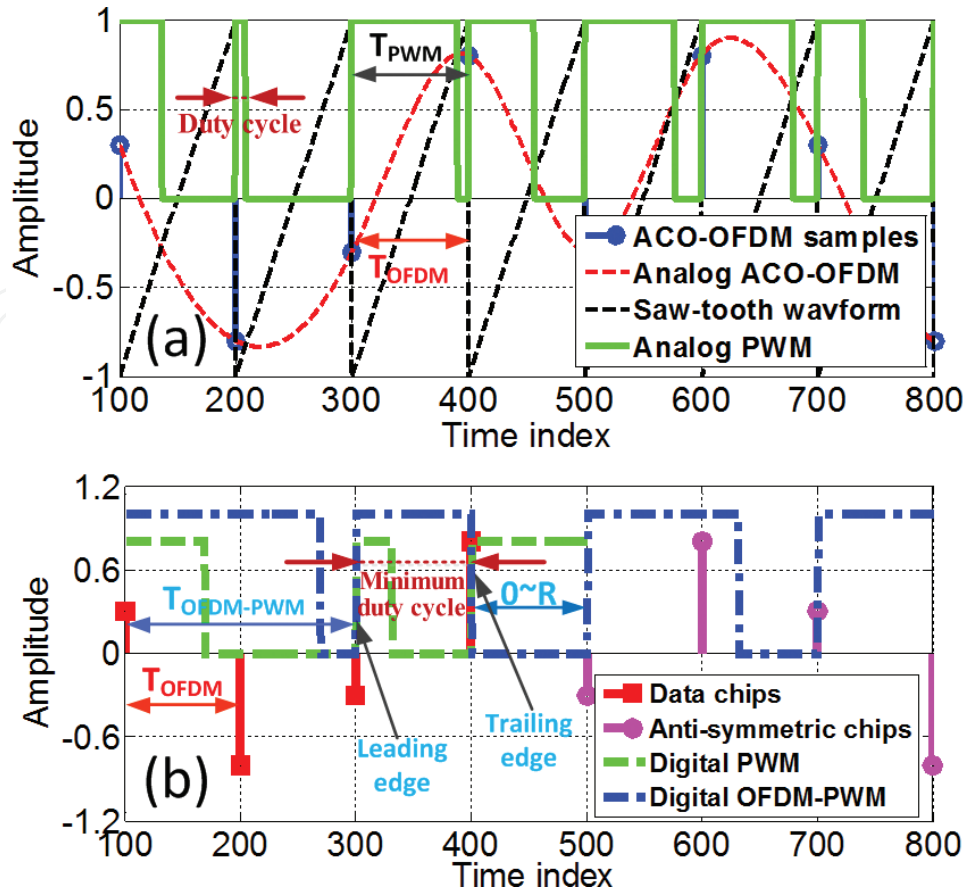 1
0.5
0
-0.5
-1
Amplitude
T_PWM
Duty cycle
T_OFDM
(a)
ACO-OFDM samples
Analog ACO-OFDM
Saw-tooth wavform
Analog PWM
100 200 300 400 500 600 700 800
Time index
1.2
0.6
0
-0.6
-1.2
Amplitude
Minimum
duty cycle
T_OFDM-PWM
0~R
T_OFDM
Leading
edge
Trailing
edge
(b)
Data chips
Anti-symmetric chips
Digital PWM
Digital OFDM-PWM
100 200 300 400 500 600 700 800
Time index